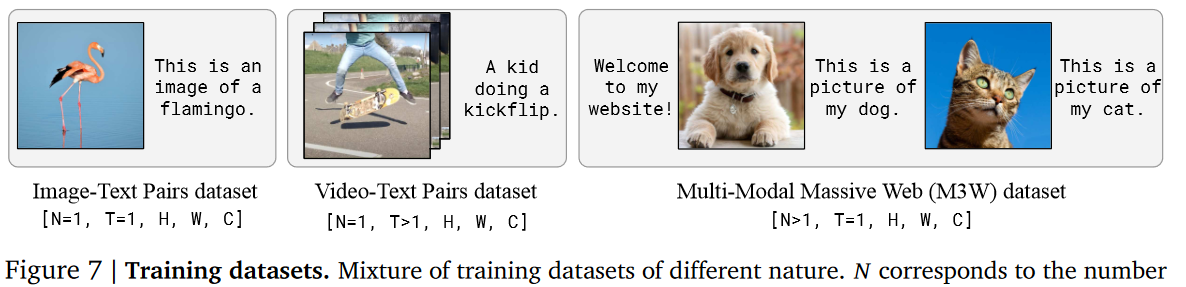 This is an
image of a
flamingo.
A kid
doing a
kickflip.
Welcome
to my
website!
This is a
picture of
my dog.
This is a
picture of
my cat.
Image-Text Pairs dataset
[N=1, T=1, H, W, C]
Video-Text Pairs dataset
[N=1, T>1, H, W, C]
Multi-Modal Massive Web (M3W) dataset
[N>1, T=1, H, W, C]
Figure 7 | Training datasets. Mixture of training datasets of different nature. N corresponds to the number